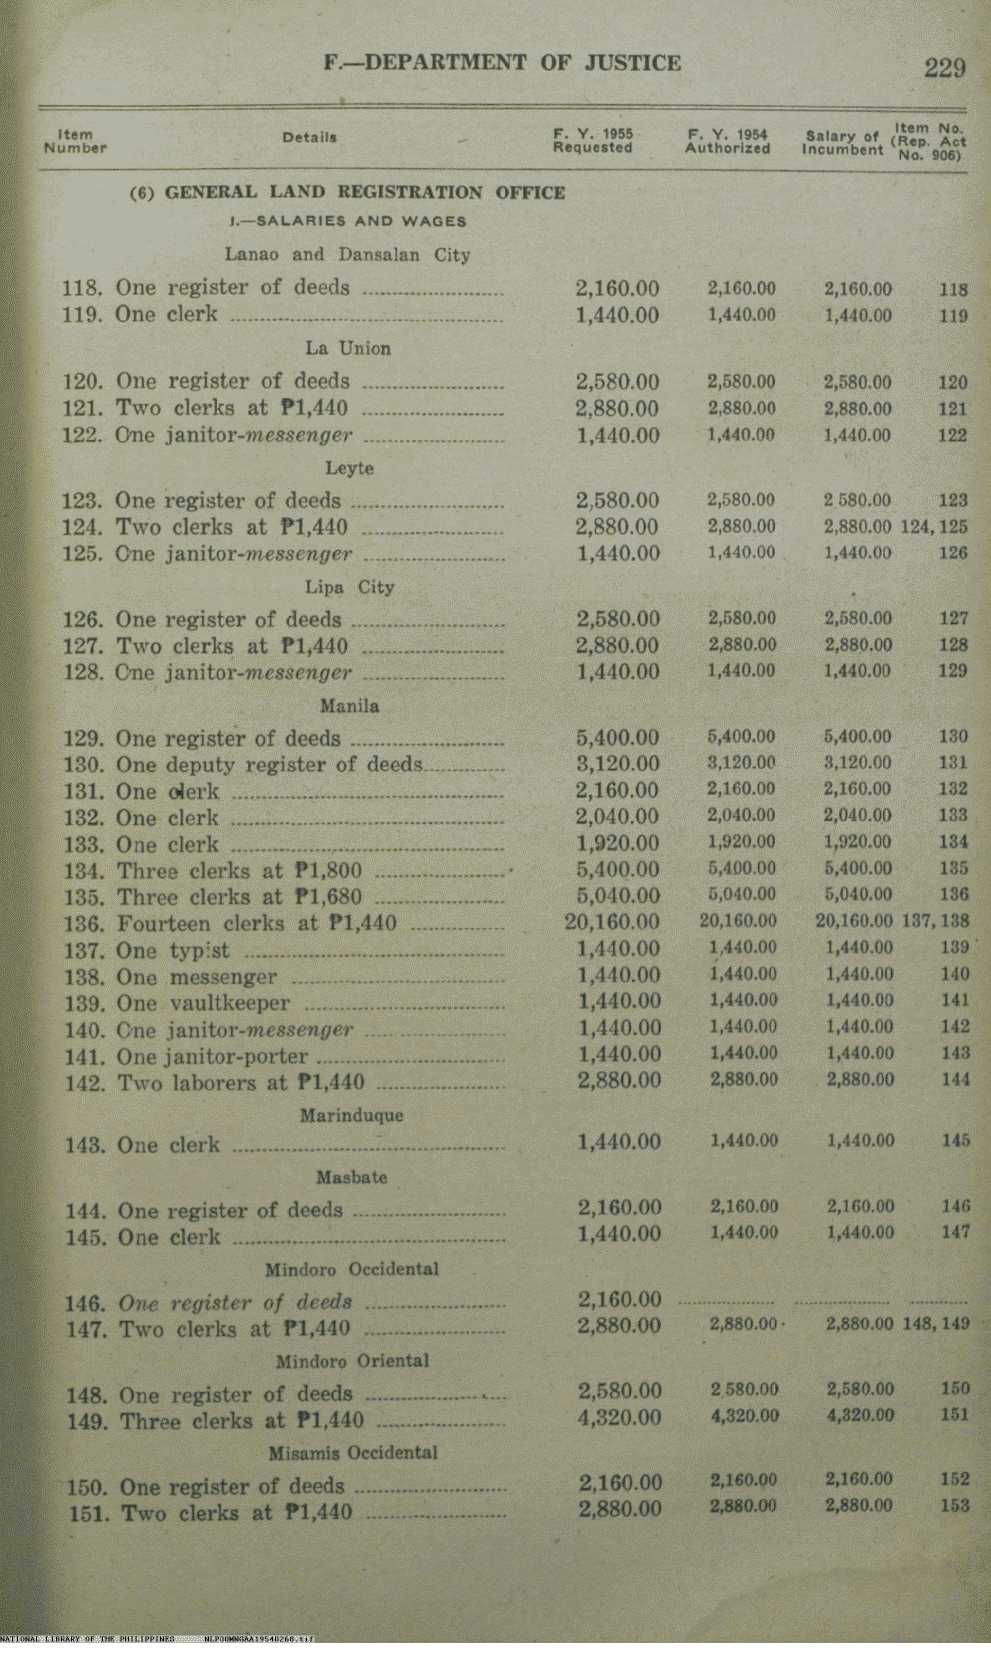 F.—DEPARTMENT OF JUSTICE 229
Item Number Details F. Y. 1955 Requested F. Y. 1954 Authorized Salary of Incumbent Item No. (Rep. Act No. 906)
(6) GENERAL LAND REGISTRATION OFFICE
I.—SALARIES AND WAGES
Lanao and Dansalan City
118. One register of deeds 2,160.00 2,160.00 2,160.00 118
119. One clerk 1,440.00 1,440.00 1,440.00 119
La Union
120. One register of deeds 2,580.00 2,580.00 2,580.00 120
121. Two clerks at ₱1,440 2,880.00 2,880.00 2,880.00 121
122. One janitor-messenger 1,440.00 1,440.00 1,440.00 122
Leyte
123. One register of deeds 2,580.00 2,580.00 2 580.00 123
124. Two clerks at ₱1,440 2,880.00 2,880.00 2,880.00 124, 125
125. One janitor-messenger 1,440.00 1,440.00 1,440.00 126
Lipa City
126. One register of deeds 2,580.00 2,580.00 2,580.00 127
127. Two clerks at ₱1,440 2,880.00 2,880.00 2,880.00 128
128. One janitor-messenger 1,440.00 1,440.00 1,440.00 129
Manila
129. One register of deeds 5,400.00 5,400.00 5,400.00 130
130. One deputy register of deeds 3,120.00 3,120.00 3,120.00 131
131. One clerk 2,160.00 2,160.00 2,160.00 132
132. One clerk 2,040.00 2,040.00 2,040.00 133
133. One clerk 1,920.00 1,920.00 1,920.00 134
134. Three clerks at ₱1,800 5,400.00 5,400.00 5,400.00 135
135. Three clerks at ₱1,680 5,040.00 5,040.00 5,040.00 136
136. Fourteen clerks at ₱1,440 20,160.00 20,160.00 20,160.00 137, 138
137. One typist 1,440.00 1,440.00 1,440.00 139
138. One messenger 1,440.00 1,440.00 1,440.00 140
139. One vaultkeeper 1,440.00 1,440.00 1,440.00 141
140. One janitor-messenger 1,440.00 1,440.00 1,440.00 142
141. One janitor-porter 1,440.00 1,440.00 1,440.00 143
142. Two laborers at ₱1,440 2,880.00 2,880.00 2,880.00 144
Marinduque
143. One clerk 1,440.00 1,440.00 1,440.00 145
Masbate
144. One register of deeds 2,160.00 2,160.00 2,160.00 146
145. One clerk 1,440.00 1,440.00 1,440.00 147
Mindoro Occidental
146. One register of deeds 2,160.00
147. Two clerks at ₱1,440 2,880.00 2,880.00 2,880.00 148, 149
Mindoro Oriental
148. One register of deeds 2,580.00 2,580.00 2,580.00 150
149. Three clerks at ₱1,440 4,320.00 4,320.00 4,320.00 151
Misamis Occidental
150. One register of deeds 2,160.00 2,160.00 2,160.00 152
151. Two clerks at ₱1,440 2,880.00 2,880.00 2,880.00 153
NATIONAL LIBRARY OF THE PHILIPPINES NLPDOMNGAA19540268.tif